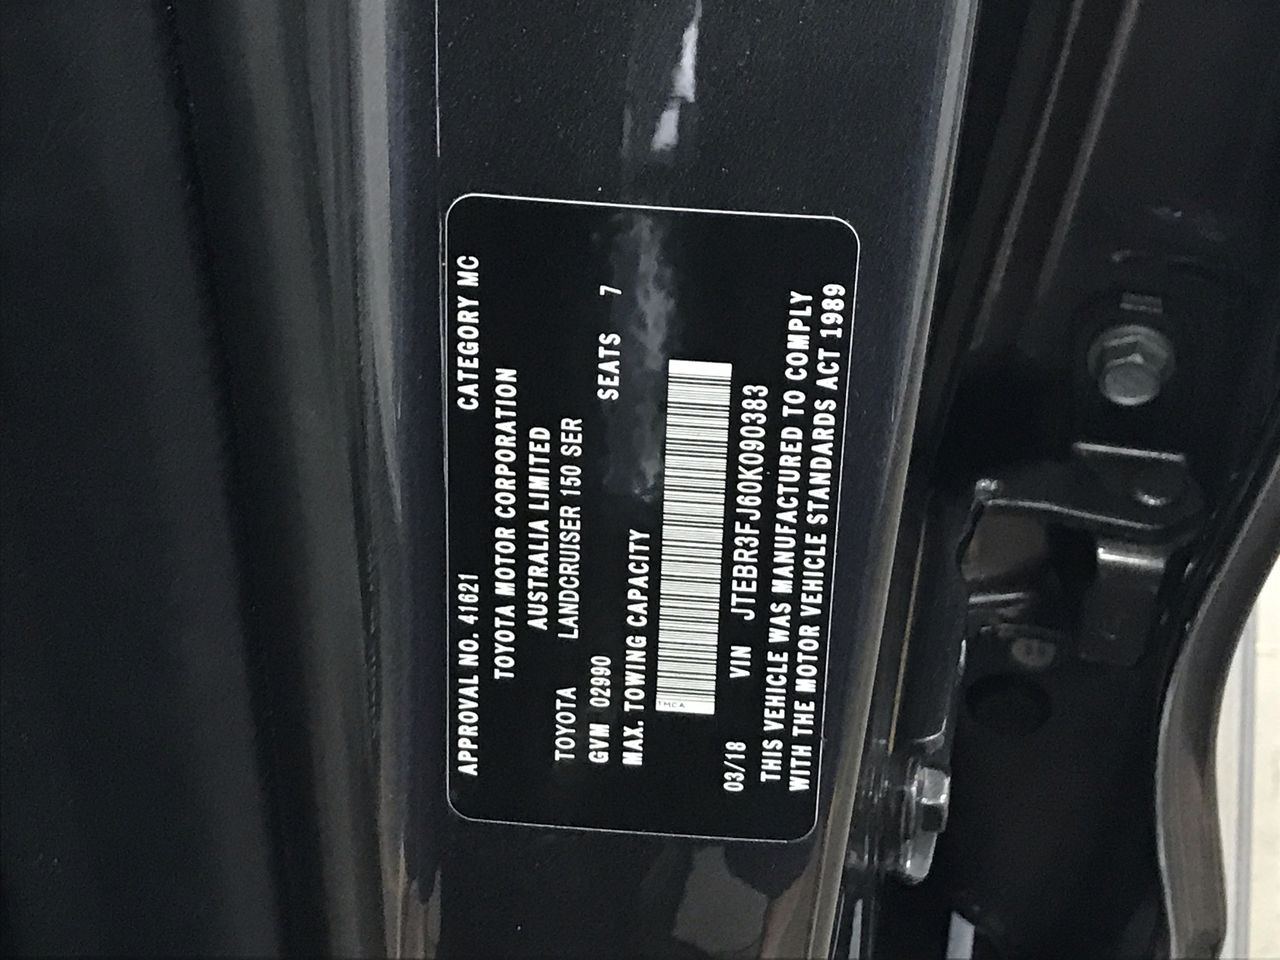 APPROVAL NO. 41621 CATEGORY MC
TOYOTA MOTOR CORPORATION
AUSTRALIA LIMITED
TOYOTA LANDCRUISER 150 SER
GVM 02990 SEATS 7
MAX. TOWING CAPACITY
TMCA
03/18 VIN JTEBR3FJ60K090383
THIS VEHICLE WAS MANUFACTURED TO COMPLY
WITH THE MOTOR VEHICLE STANDARDS ACT 1989